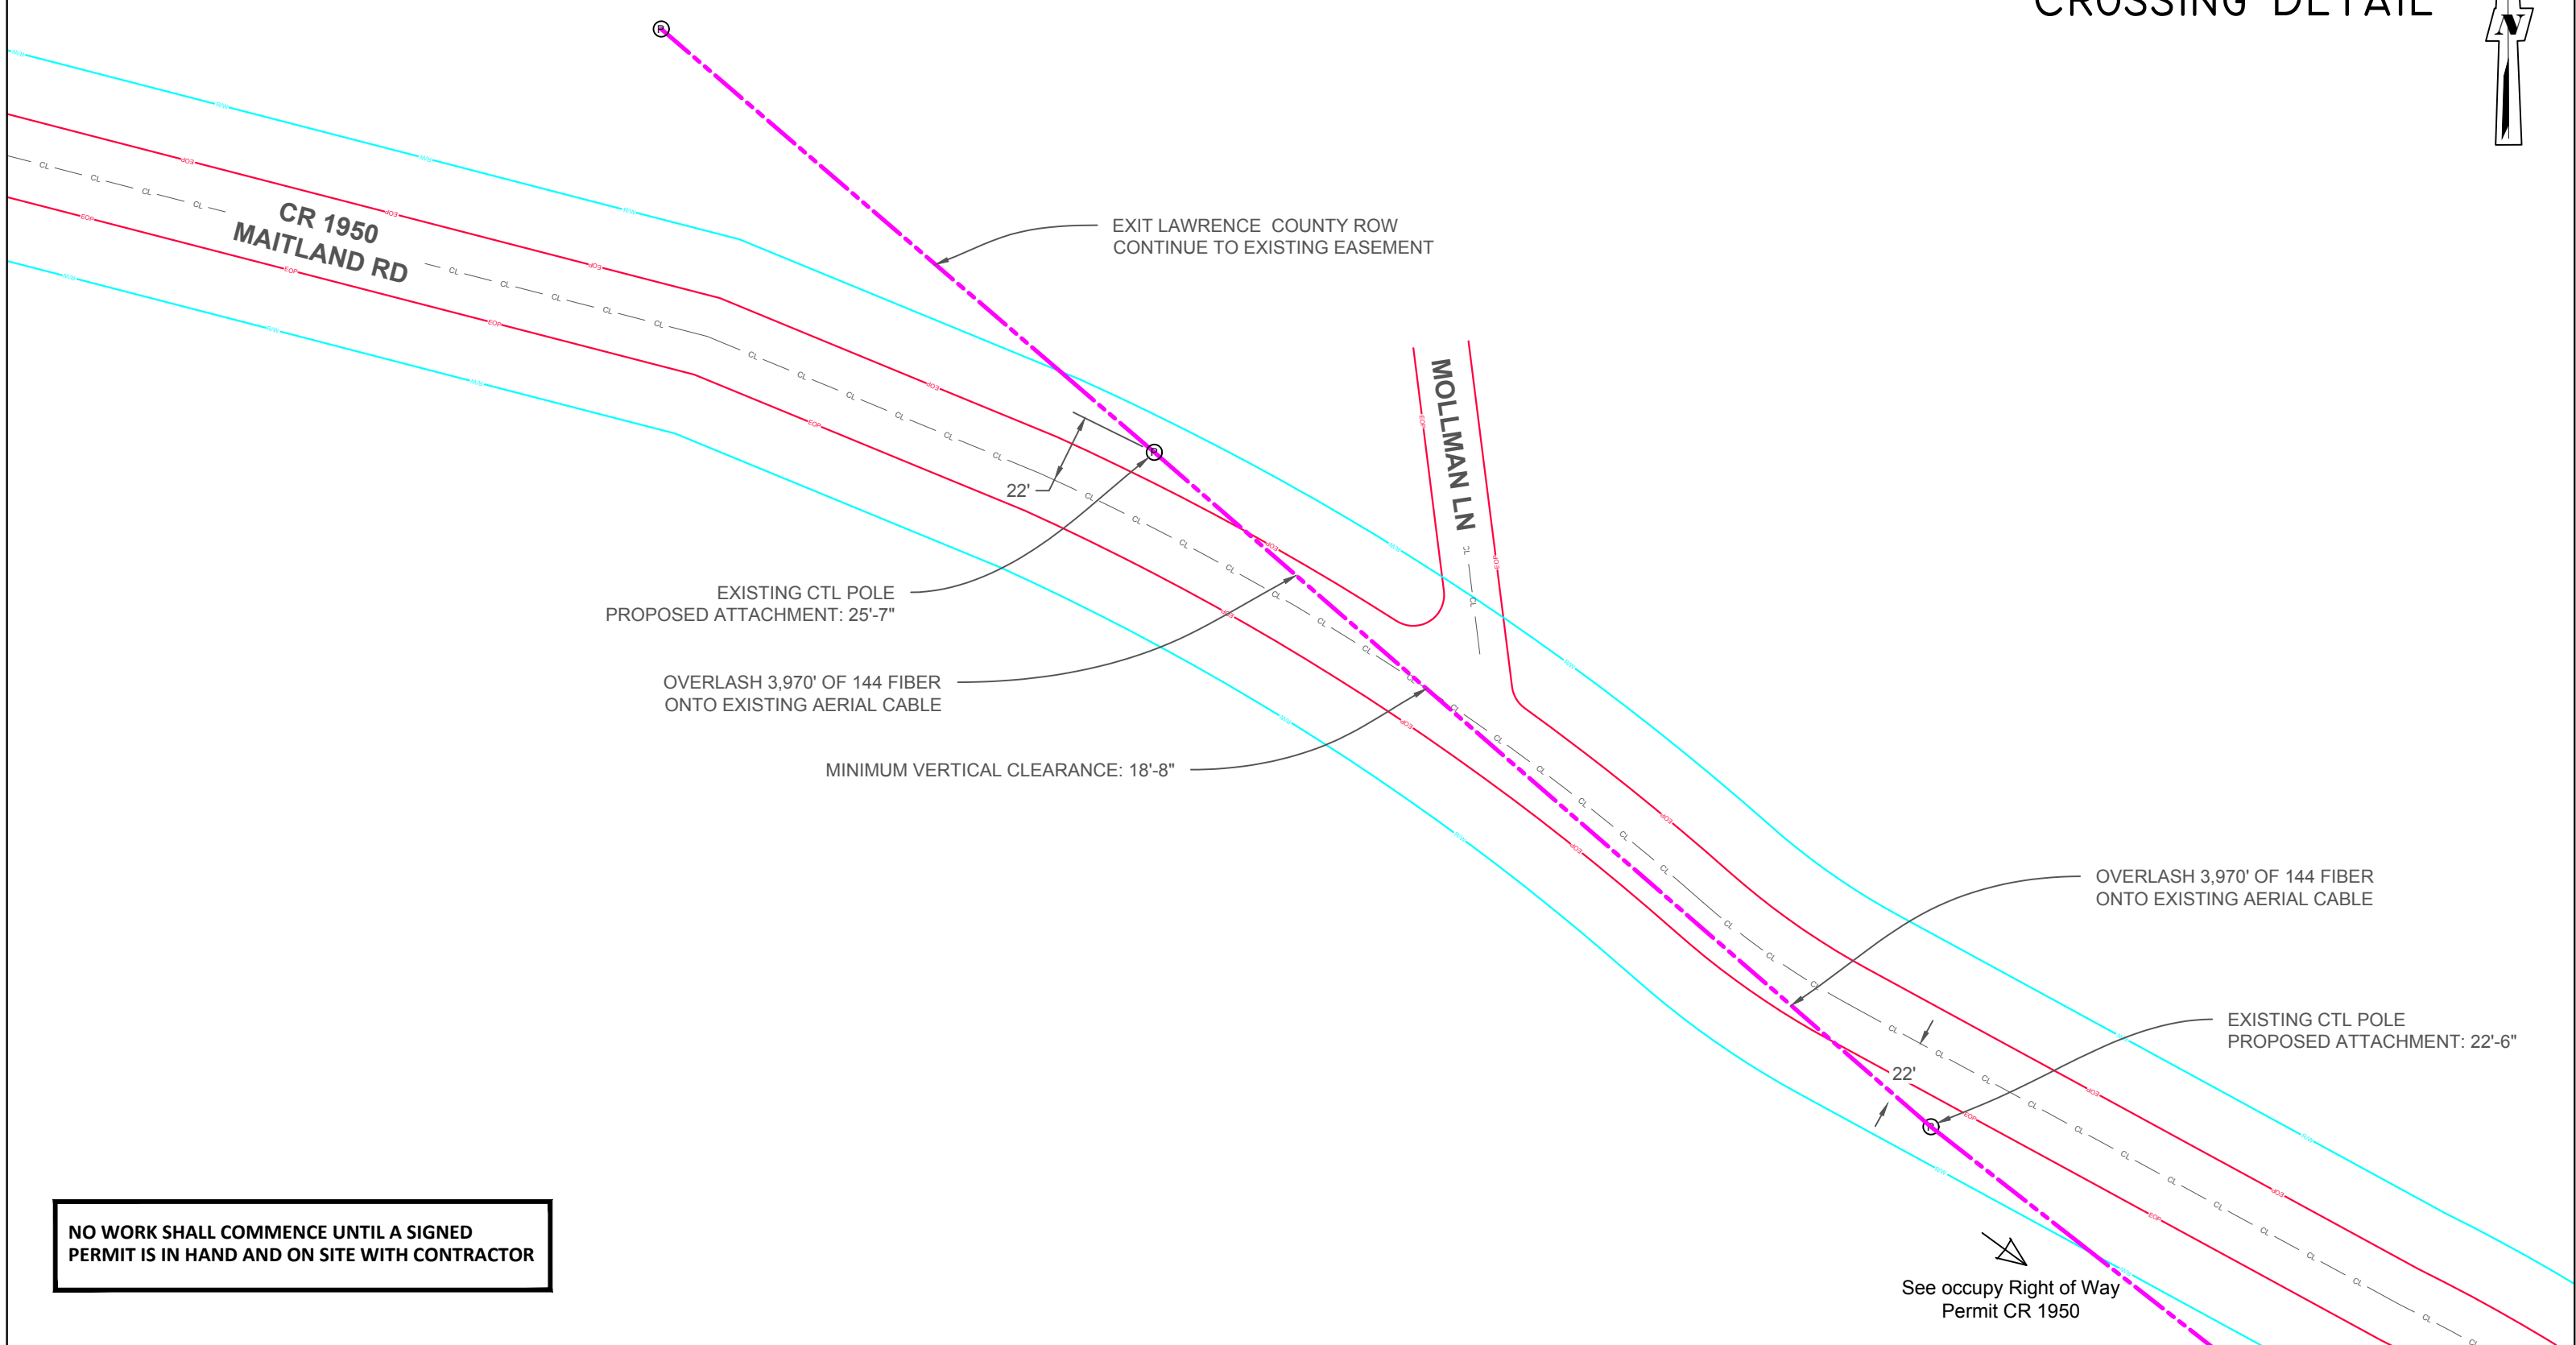 CROSSING DETAIL
N
CR 1950
MAITLAND RD
EXIT LAWRENCE COUNTY ROW
CONTINUE TO EXISTING EASEMENT
MOLLMAN LN
22'
EXISTING CTL POLE
PROPOSED ATTACHMENT: 25'-7"
OVERLASH 3,970' OF 144 FIBER
ONTO EXISTING AERIAL CABLE
MINIMUM VERTICAL CLEARANCE: 18'-8"
OVERLASH 3,970' OF 144 FIBER
ONTO EXISTING AERIAL CABLE
EXISTING CTL POLE
PROPOSED ATTACHMENT: 22'-6"
22'
NO WORK SHALL COMMENCE UNTIL A SIGNED
PERMIT IS IN HAND AND ON SITE WITH CONTRACTOR
See occupy Right of Way
Permit CR 1950